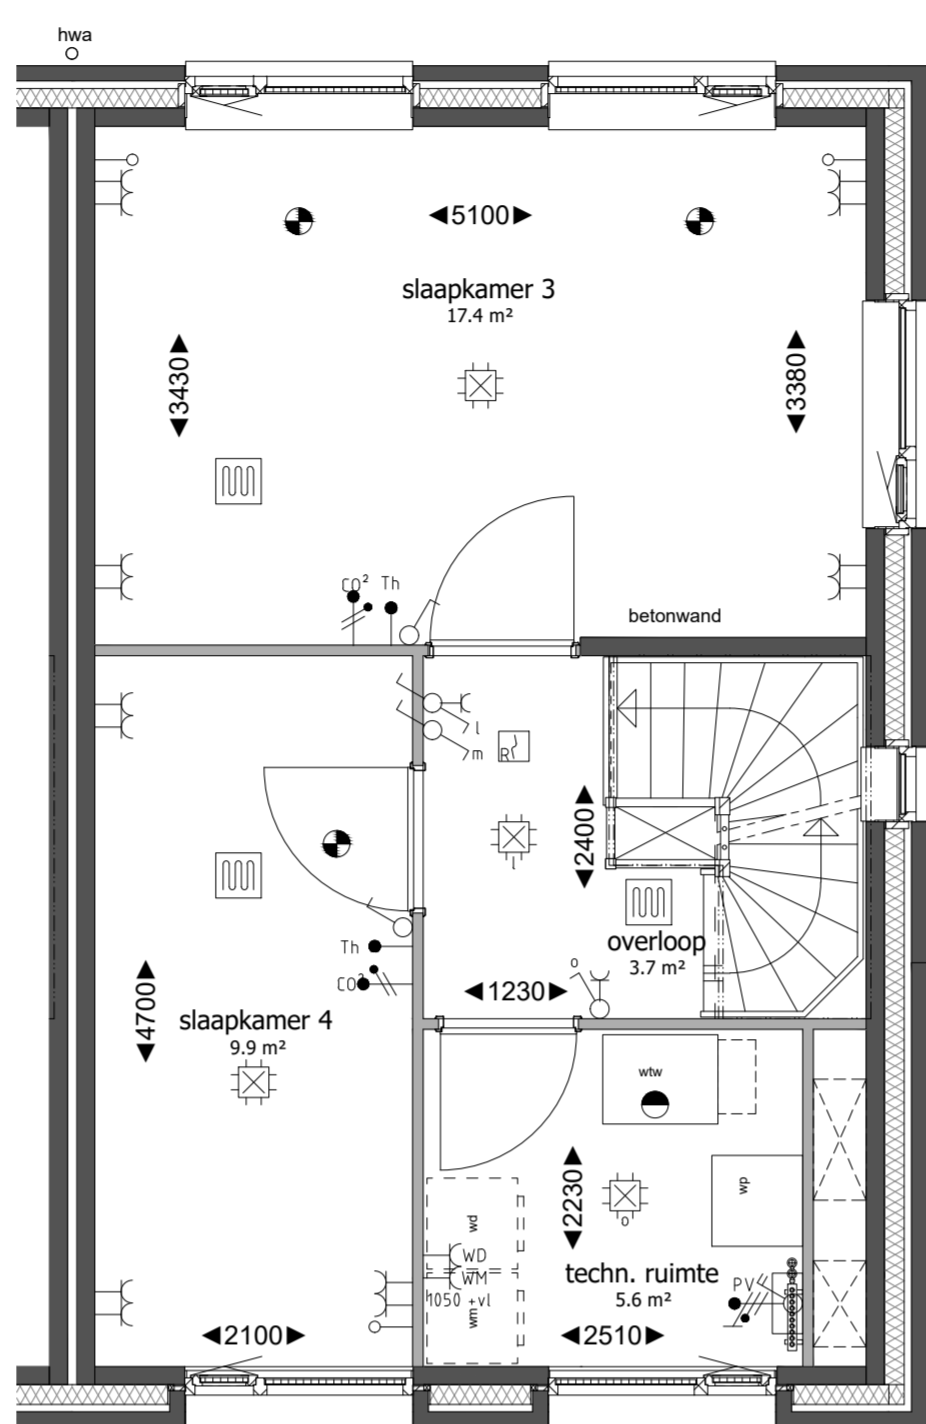 hwa
5100
slaapkamer 3
17.4 m²
3430
3380
CO² Th
betonwand
l
m
R
2400
l
overloop
3.7 m²
Th
CO²
o
1230
4700
slaapkamer 4
9.9 m²
wtw
2230
wp
o
wd
WD
WM
1050 +vl
wm
techn. ruimte
5.6 m²
PV
2100
2510